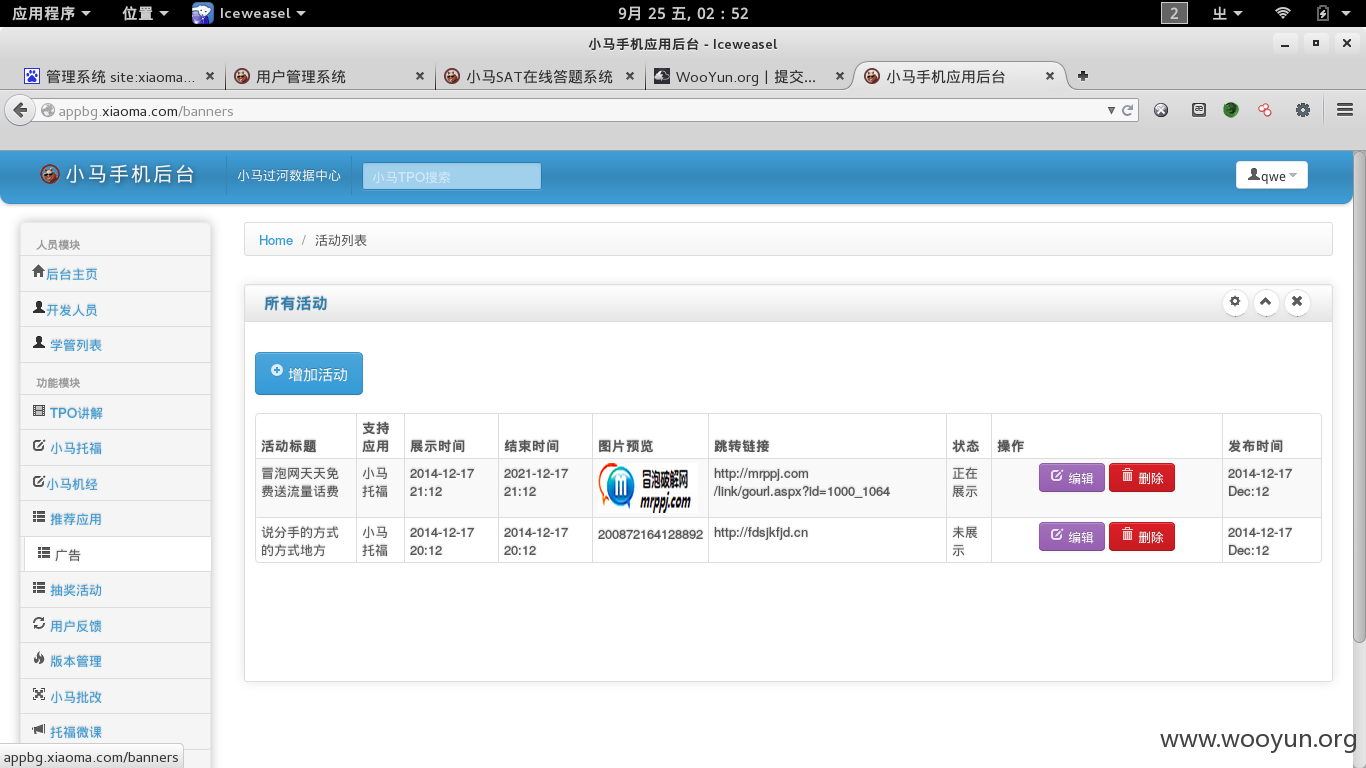 应用程序 位置 Iceweasel 9月 25 五, 02 : 52 2
小马手机应用后台 - Iceweasel
管理系统 site:xiaoma... 用户管理系统 小马SAT在线答题系统 WooYun.org | 提交... 小马手机应用后台
appbg.xiaoma.com/banners
小马手机后台 小马过河数据中心 小马TPO搜索 qwe
人员模块
后台主页
开发人员
学管列表
功能模块
TPO讲解
小马托福
小马机经
推荐应用
广告
抽奖活动
用户反馈
版本管理
小马批改
托福微课
Home / 活动列表
所有活动
增加活动
活动标题 支持应用 展示时间 结束时间 图片预览 跳转链接 状态 操作 发布时间
冒泡网天天免 小马 2014-12-17 2021-12-17 冒泡破解网 http://mrppj.com 正在 编辑 删除 2014-12-17
费送流量话费 托福 21:12 21:12 mrppj.com /link/gourl.aspx?id=1000_1064 展示 Dec:12
说分手的方式 小马 2014-12-17 2014-12-17 200872164128892 http://fdsjkfjd.cn 未展 编辑 删除 2014-12-17
的方式地方 托福 20:12 20:12 示 Dec:12
appbg.xiaoma.com/banners
www.wooyun.org